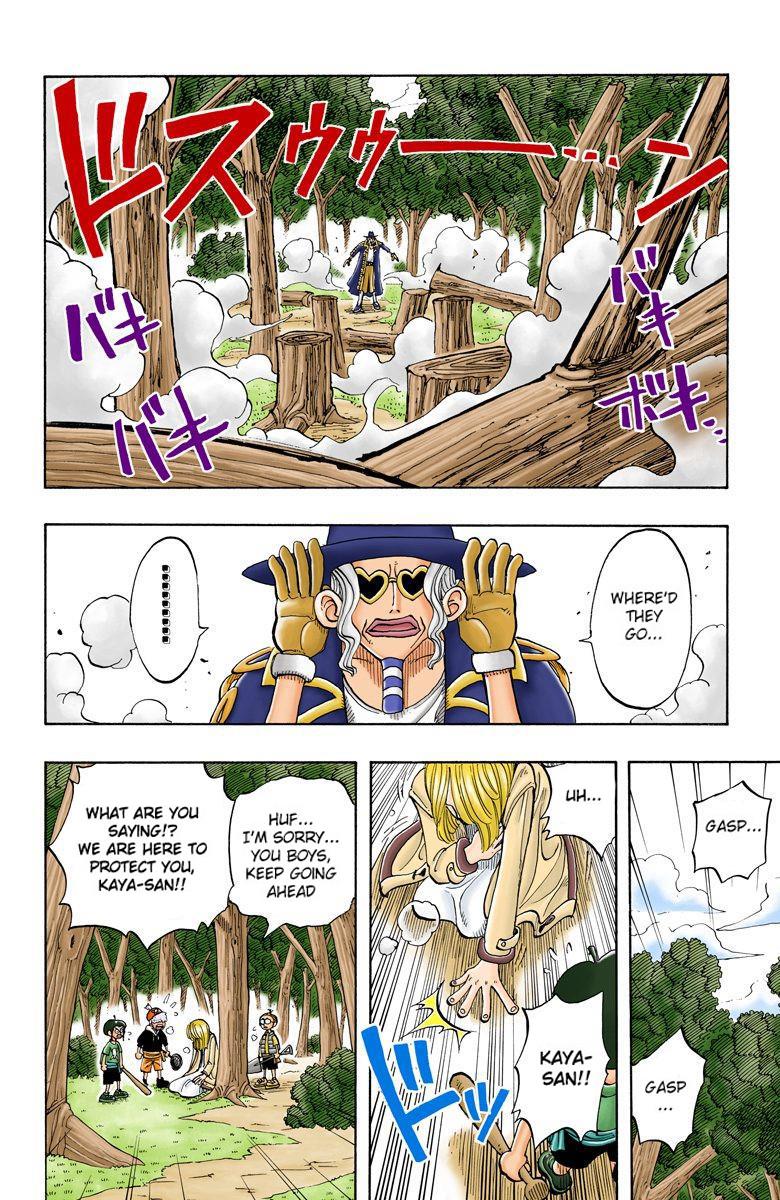 ドスウゥー…ン
バキ
バキ
ボキ
バキ
WHERE'D
THEY
GO...
GASP...
GASP
...
UH...
KAYA-
SAN!!
ドッ
HUF...
I'M SORRY...
YOU BOYS,
KEEP GOING
AHEAD
WHAT ARE YOU
SAYING!?
WE ARE HERE TO
PROTECT YOU,
KAYA-SAN!!